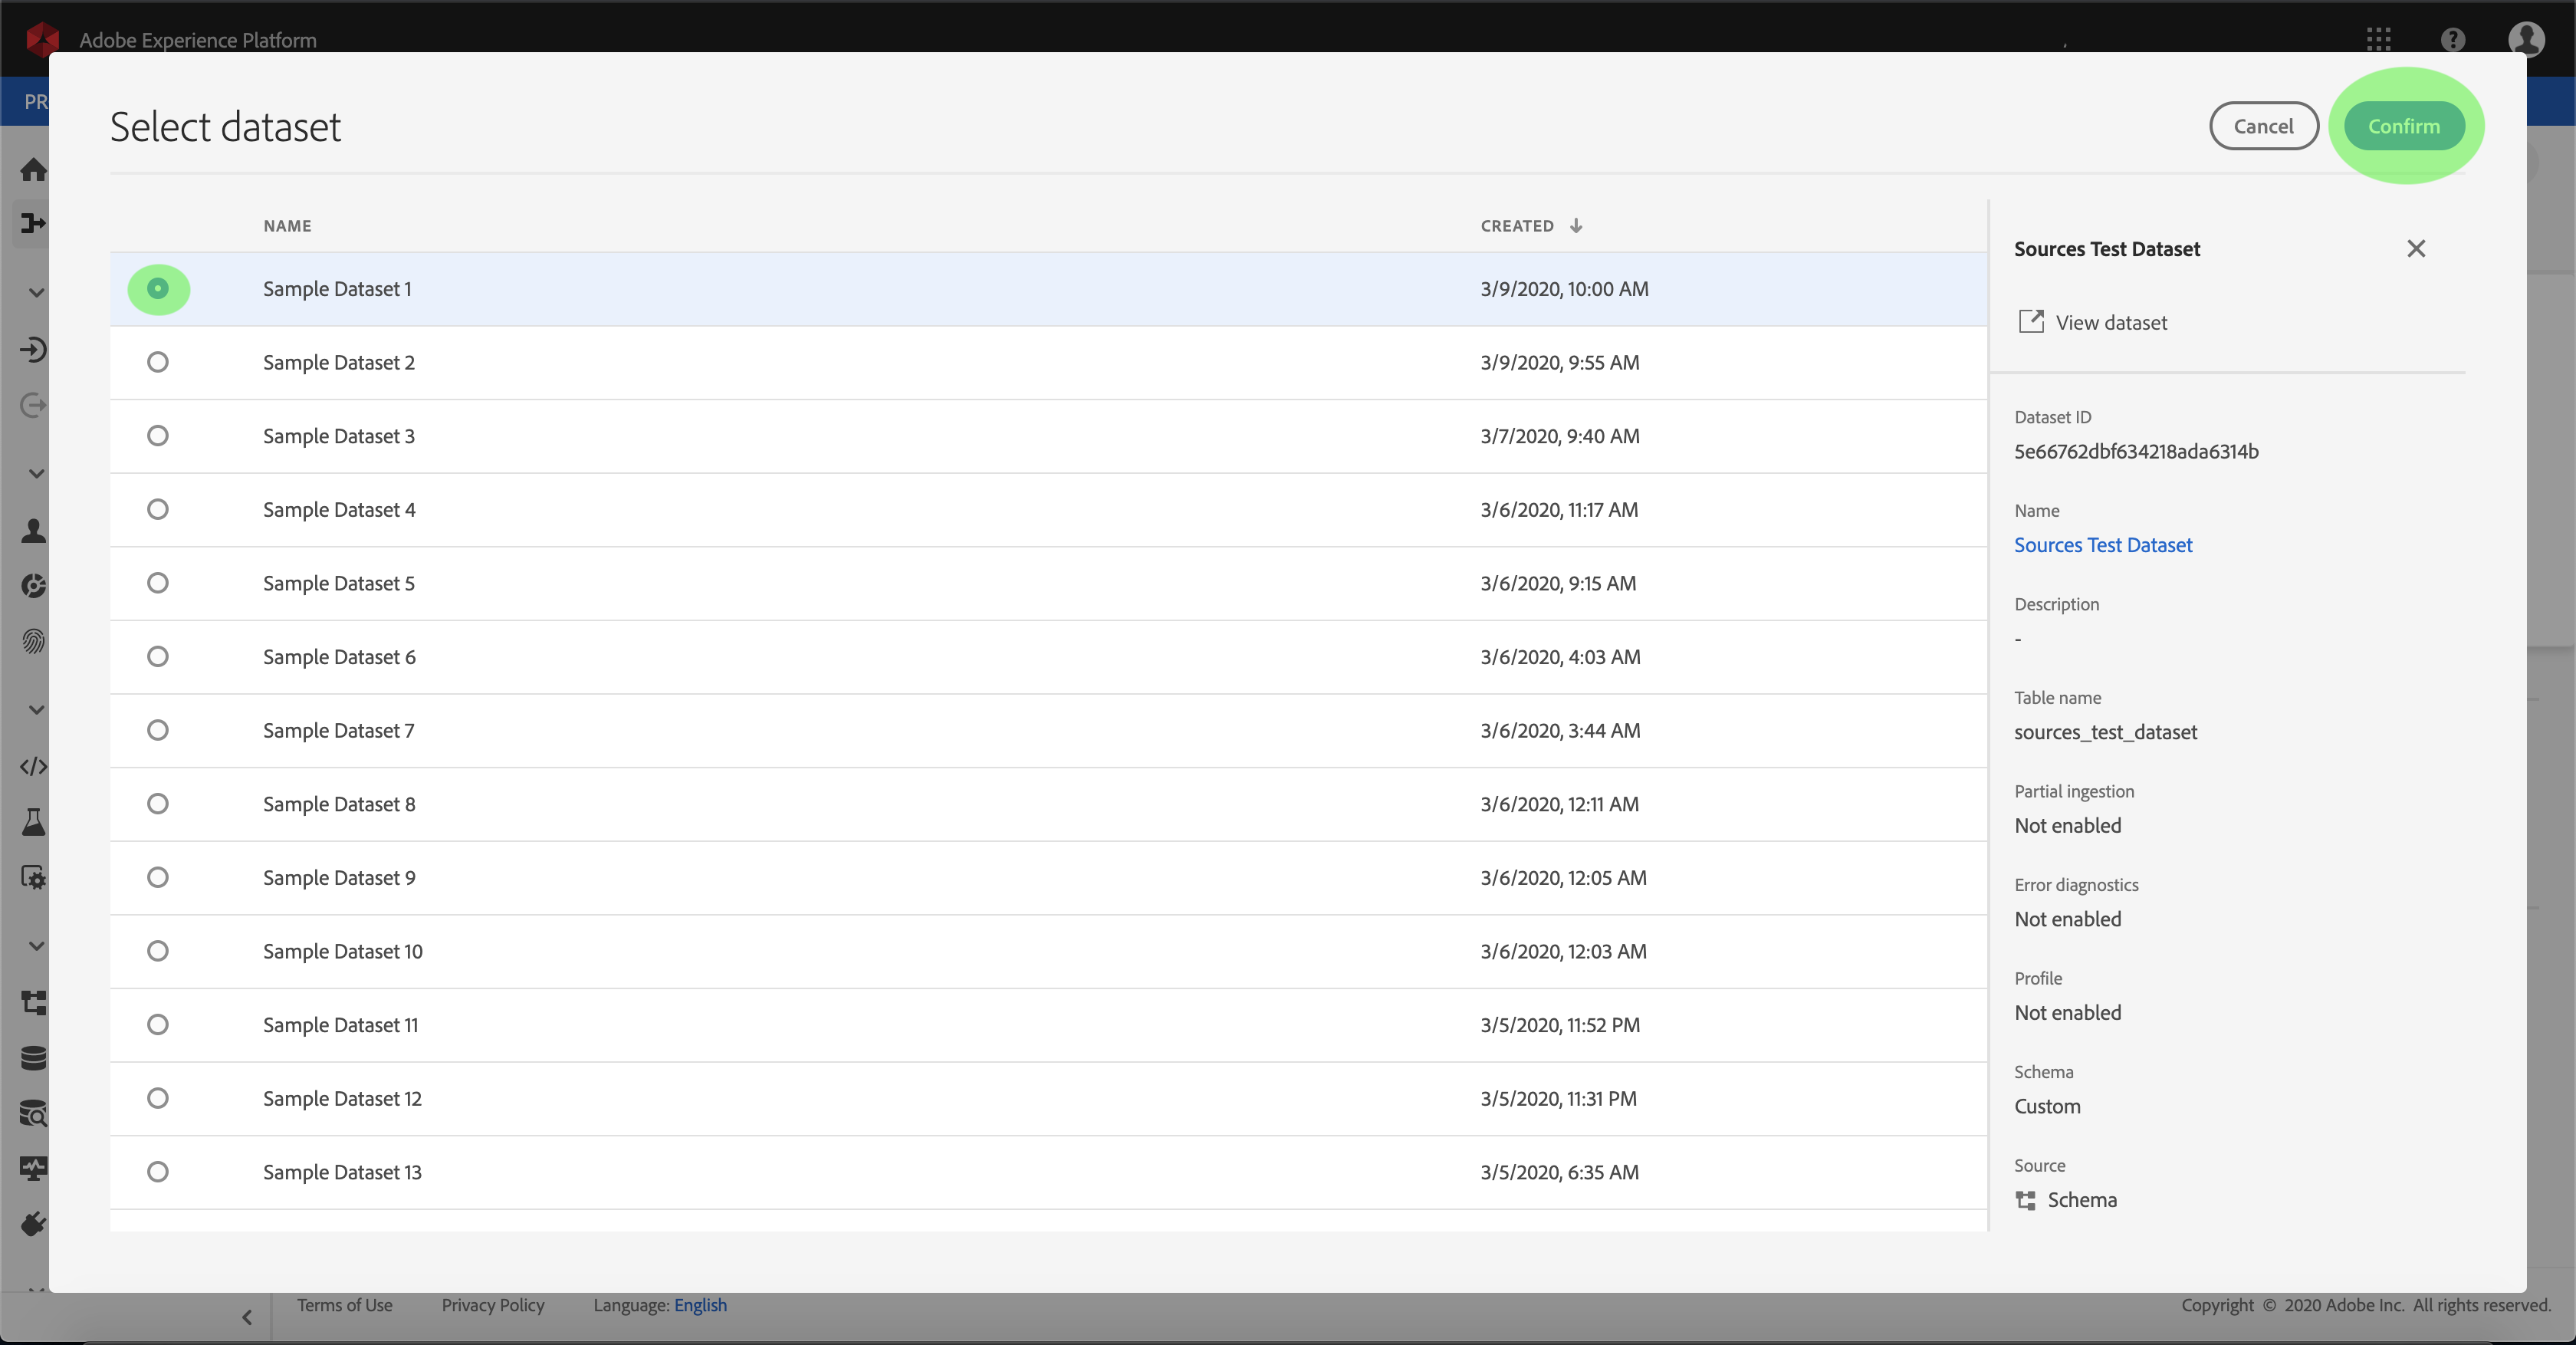 Adobe Experience Platform
PR
Select dataset
Cancel
Confirm
NAME
CREATED
Sample Dataset 1
3/9/2020, 10:00 AM
Sample Dataset 2
3/9/2020, 9:55 AM
Sample Dataset 3
3/7/2020, 9:40 AM
Sample Dataset 4
3/6/2020, 11:17 AM
Sample Dataset 5
3/6/2020, 9:15 AM
Sample Dataset 6
3/6/2020, 4:03 AM
Sample Dataset 7
3/6/2020, 3:44 AM
Sample Dataset 8
3/6/2020, 12:11 AM
Sample Dataset 9
3/6/2020, 12:05 AM
Sample Dataset 10
3/6/2020, 12:03 AM
Sample Dataset 11
3/5/2020, 11:52 PM
Sample Dataset 12
3/5/2020, 11:31 PM
Sample Dataset 13
3/5/2020, 6:35 AM
Sources Test Dataset
View dataset
Dataset ID
5e66762dbf634218ada6314b
Name
Sources Test Dataset
Description
-
Table name
sources_test_dataset
Partial ingestion
Not enabled
Error diagnostics
Not enabled
Profile
Not enabled
Schema
Custom
Source
Schema
Terms of Use
Privacy Policy
Language: English
Copyright © 2020 Adobe Inc. All rights reserved.